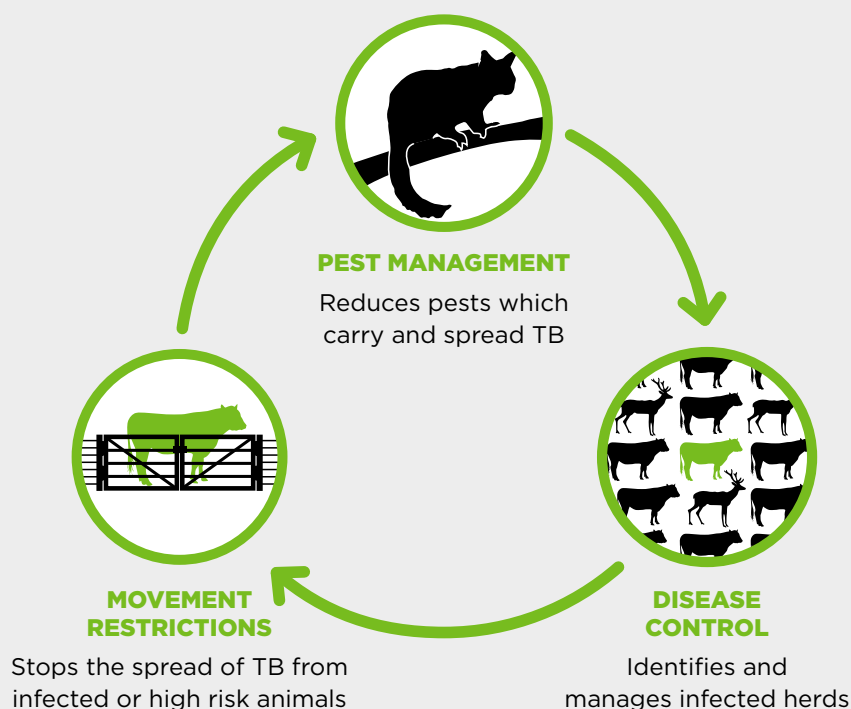 PEST MANAGEMENT
Reduces pests which
carry and spread TB
MOVEMENT
RESTRICTIONS
Stops the spread of TB from
infected or high risk animals
DISEASE
CONTROL
Identifies and
manages infected herds